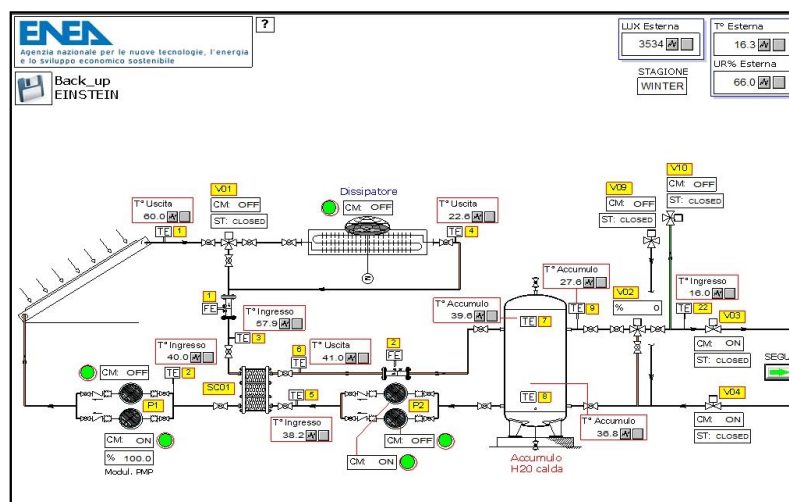 ENEA
Agenzia nazionale per le nuove tecnologie, l'energia
e lo sviluppo economico sostenibile
?
Back_up
EINSTEIN
LUX Esterna
3534
T° Esterna
16.3
UR% Esterna
66.0
STAGIONE
WINTER
V10
CM: OFF
ST: CLOSED
V09
CM: OFF
ST: CLOSED
V01
CM: OFF
ST: CLOSED
T° Uscita
60.0
TE 1
Dissipatore
CM: OFF
T° Uscita
22.6
TE 4
T° Accumulo
27.6
TE 9
V02
% 0
T° Ingresso
16.0
TE 22
V03
CM: ON
ST: CLOSED
T° Accumulo
39.6
TE 7
1
FE
T° Ingresso
57.9
TE 3
6
TE
T° Uscita
41.0
2
FE
T° Ingresso
40.0
TE 2
CM: OFF
P1
SC01
TE 5
P2
TE 8
SEGU
V04
CM: ON
ST: CLOSED
T° Ingresso
38.2
CM: OFF
CM: ON
T° Accumulo
36.8
CM: ON
% 100.0
Modul. PMP
Accumulo
H20 calda